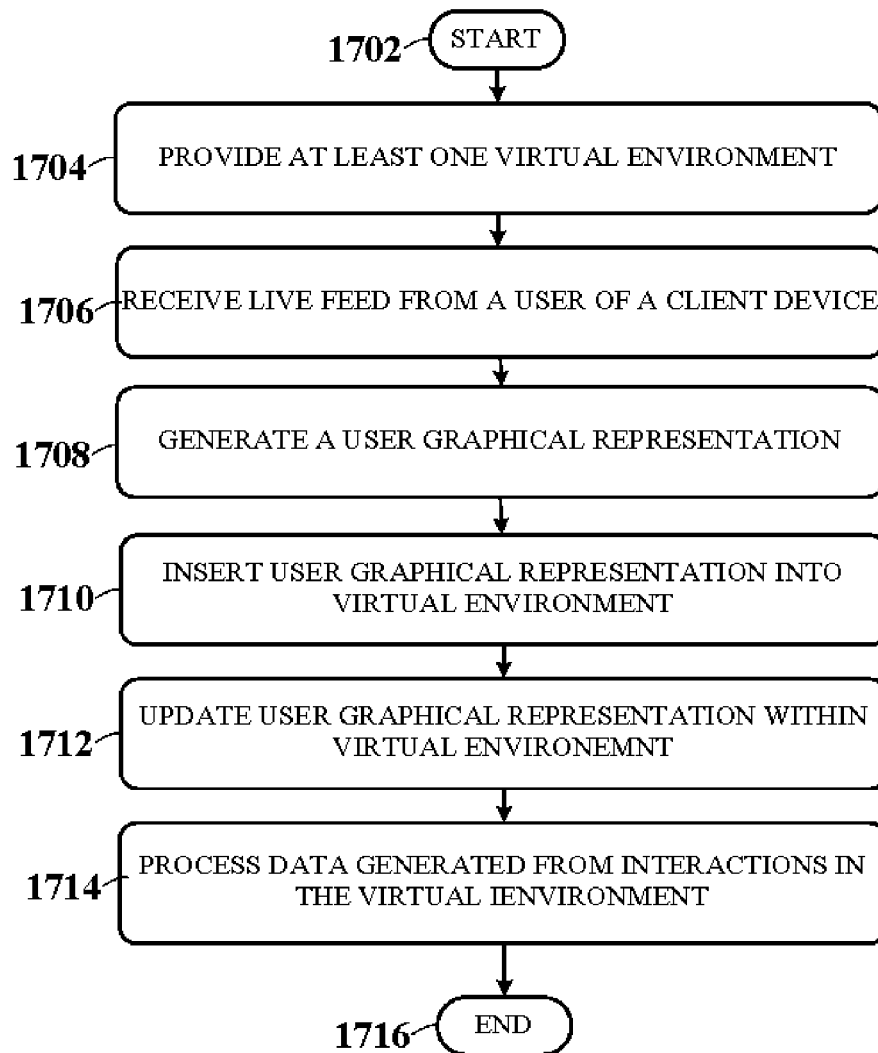 1702
START
1704
PROVIDE AT LEAST ONE VIRTUAL ENVIRONMENT
1706
RECEIVE LIVE FEED FROM A USER OF A CLIENT DEVICE
1708
GENERATE A USER GRAPHICAL REPRESENTATION
1710
INSERT USER GRAPHICAL REPRESENTATION INTO
VIRTUAL ENVIRONMENT
1712
UPDATE USER GRAPHICAL REPRESENTATION WITHIN
VIRTUAL ENVIRONEMNT
1714
PROCESS DATA GENERATED FROM INTERACTIONS IN
THE VIRTUAL IENVIRONMENT
1716
END